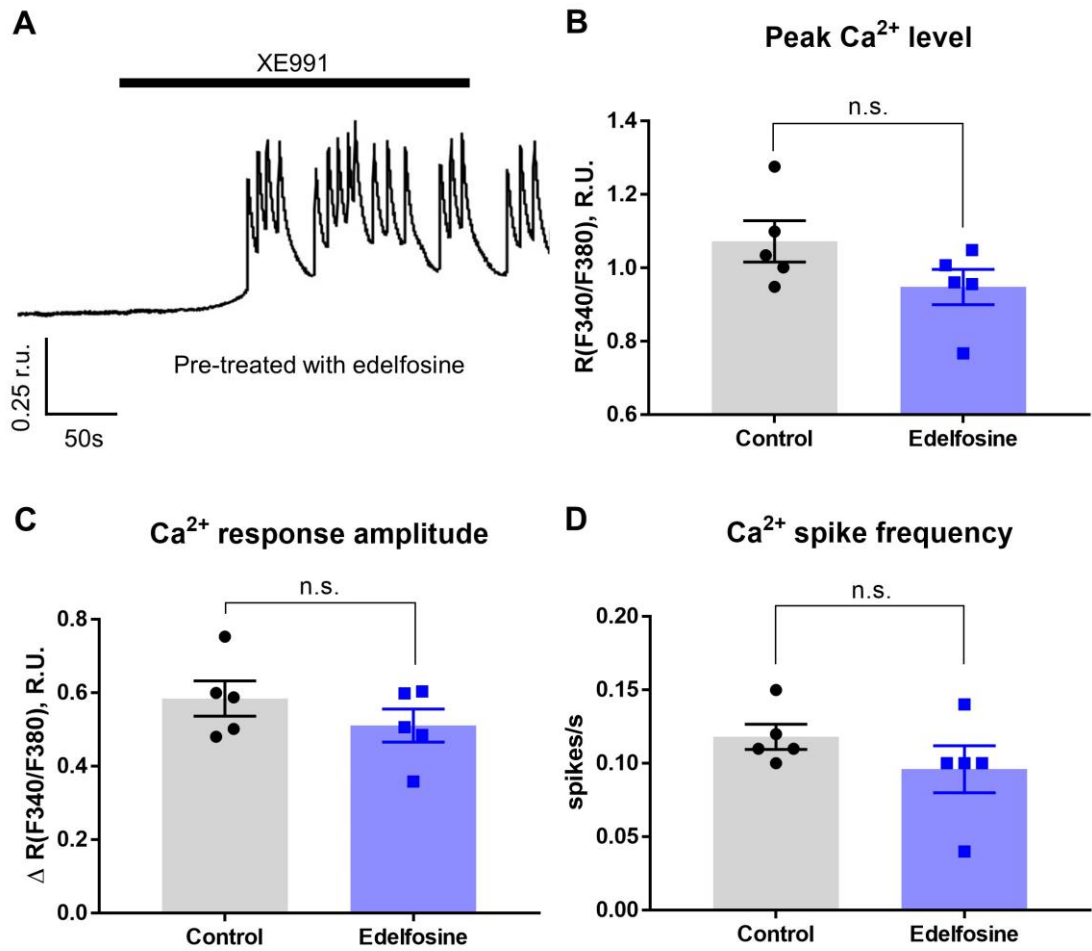 A
XE991
0.25 r.u.
50s
Pre-treated with edelfosine
B
Peak Ca²⁺ level
n.s.
R(F340/F380), R.U.
1.4
1.2
1.0
0.8
0.6
Control
Edelfosine
C
Ca²⁺ response amplitude
n.s.
Δ R(F340/F380), R.U.
0.8
0.6
0.4
0.2
0.0
Control
Edelfosine
D
Ca²⁺ spike frequency
n.s.
spikes/s
0.20
0.15
0.10
0.05
0.00
Control
Edelfosine